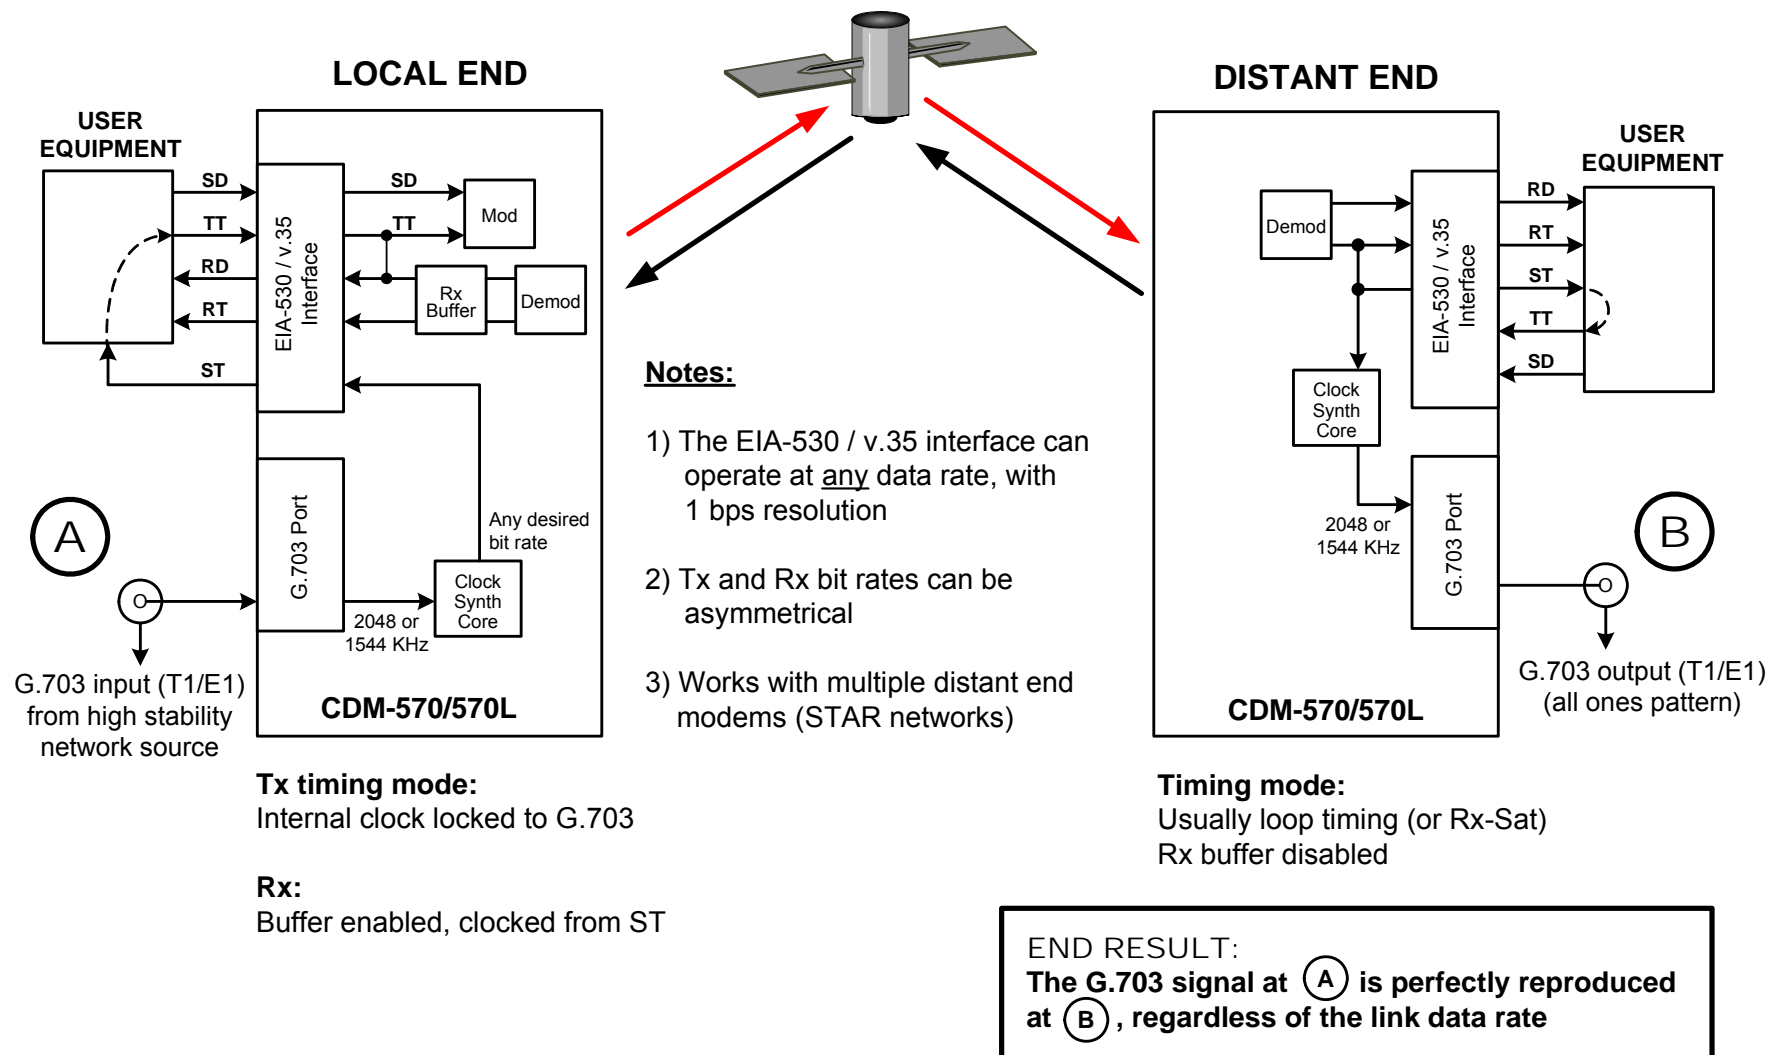 LOCAL END
DISTANT END
USER
EQUIPMENT
SD
TT
RD
RT
ST
EIA-530 / v.35
Interface
SD
TT
Mod
Rx
Buffer
Demod
A
G.703 Port
2048 or
1544 KHz
Any desired
bit rate
Clock
Synth
Core
G.703 input (T1/E1)
from high stability
network source
CDM-570/570L
Tx timing mode:
Internal clock locked to G.703
Rx:
Buffer enabled, clocked from ST
Notes:
1) The EIA-530 / v.35 interface can
operate at any data rate, with
1 bps resolution
2) Tx and Rx bit rates can be
asymmetrical
3) Works with multiple distant end
modems (STAR networks)
USER
EQUIPMENT
Demod
EIA-530 / v.35
Interface
RD
RT
ST
TT
SD
Clock
Synth
Core
2048 or
1544 KHz
G.703 Port
B
G.703 output (T1/E1)
(all ones pattern)
CDM-570/570L
Timing mode:
Usually loop timing (or Rx-Sat)
Rx buffer disabled
END RESULT:
The G.703 signal at A is perfectly reproduced
at B , regardless of the link data rate